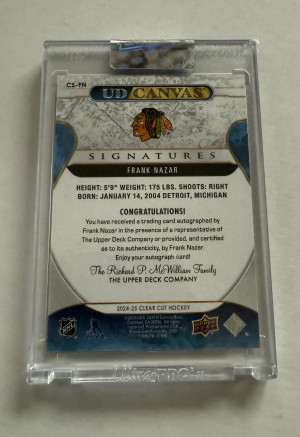 CS-FN
UD CANVAS
SIGNATURES
FRANK NAZAR
HEIGHT: 5'9" WEIGHT: 175 LBS. SHOOTS: RIGHT
BORN: JANUARY 14, 2004 DETROIT, MICHIGAN
CONGRATULATIONS!
You have received a trading card autographed by
Frank Nazar in the presence of a representative of
The Upper Deck Company or provided, and certified
as to its authenticity, by Frank Nazar.
Enjoy your autograph card!
The Richard P. McWilliam Family
THE UPPER DECK COMPANY
2024-25 CLEAR CUT HOCKEY
NHL
UPPER DECK